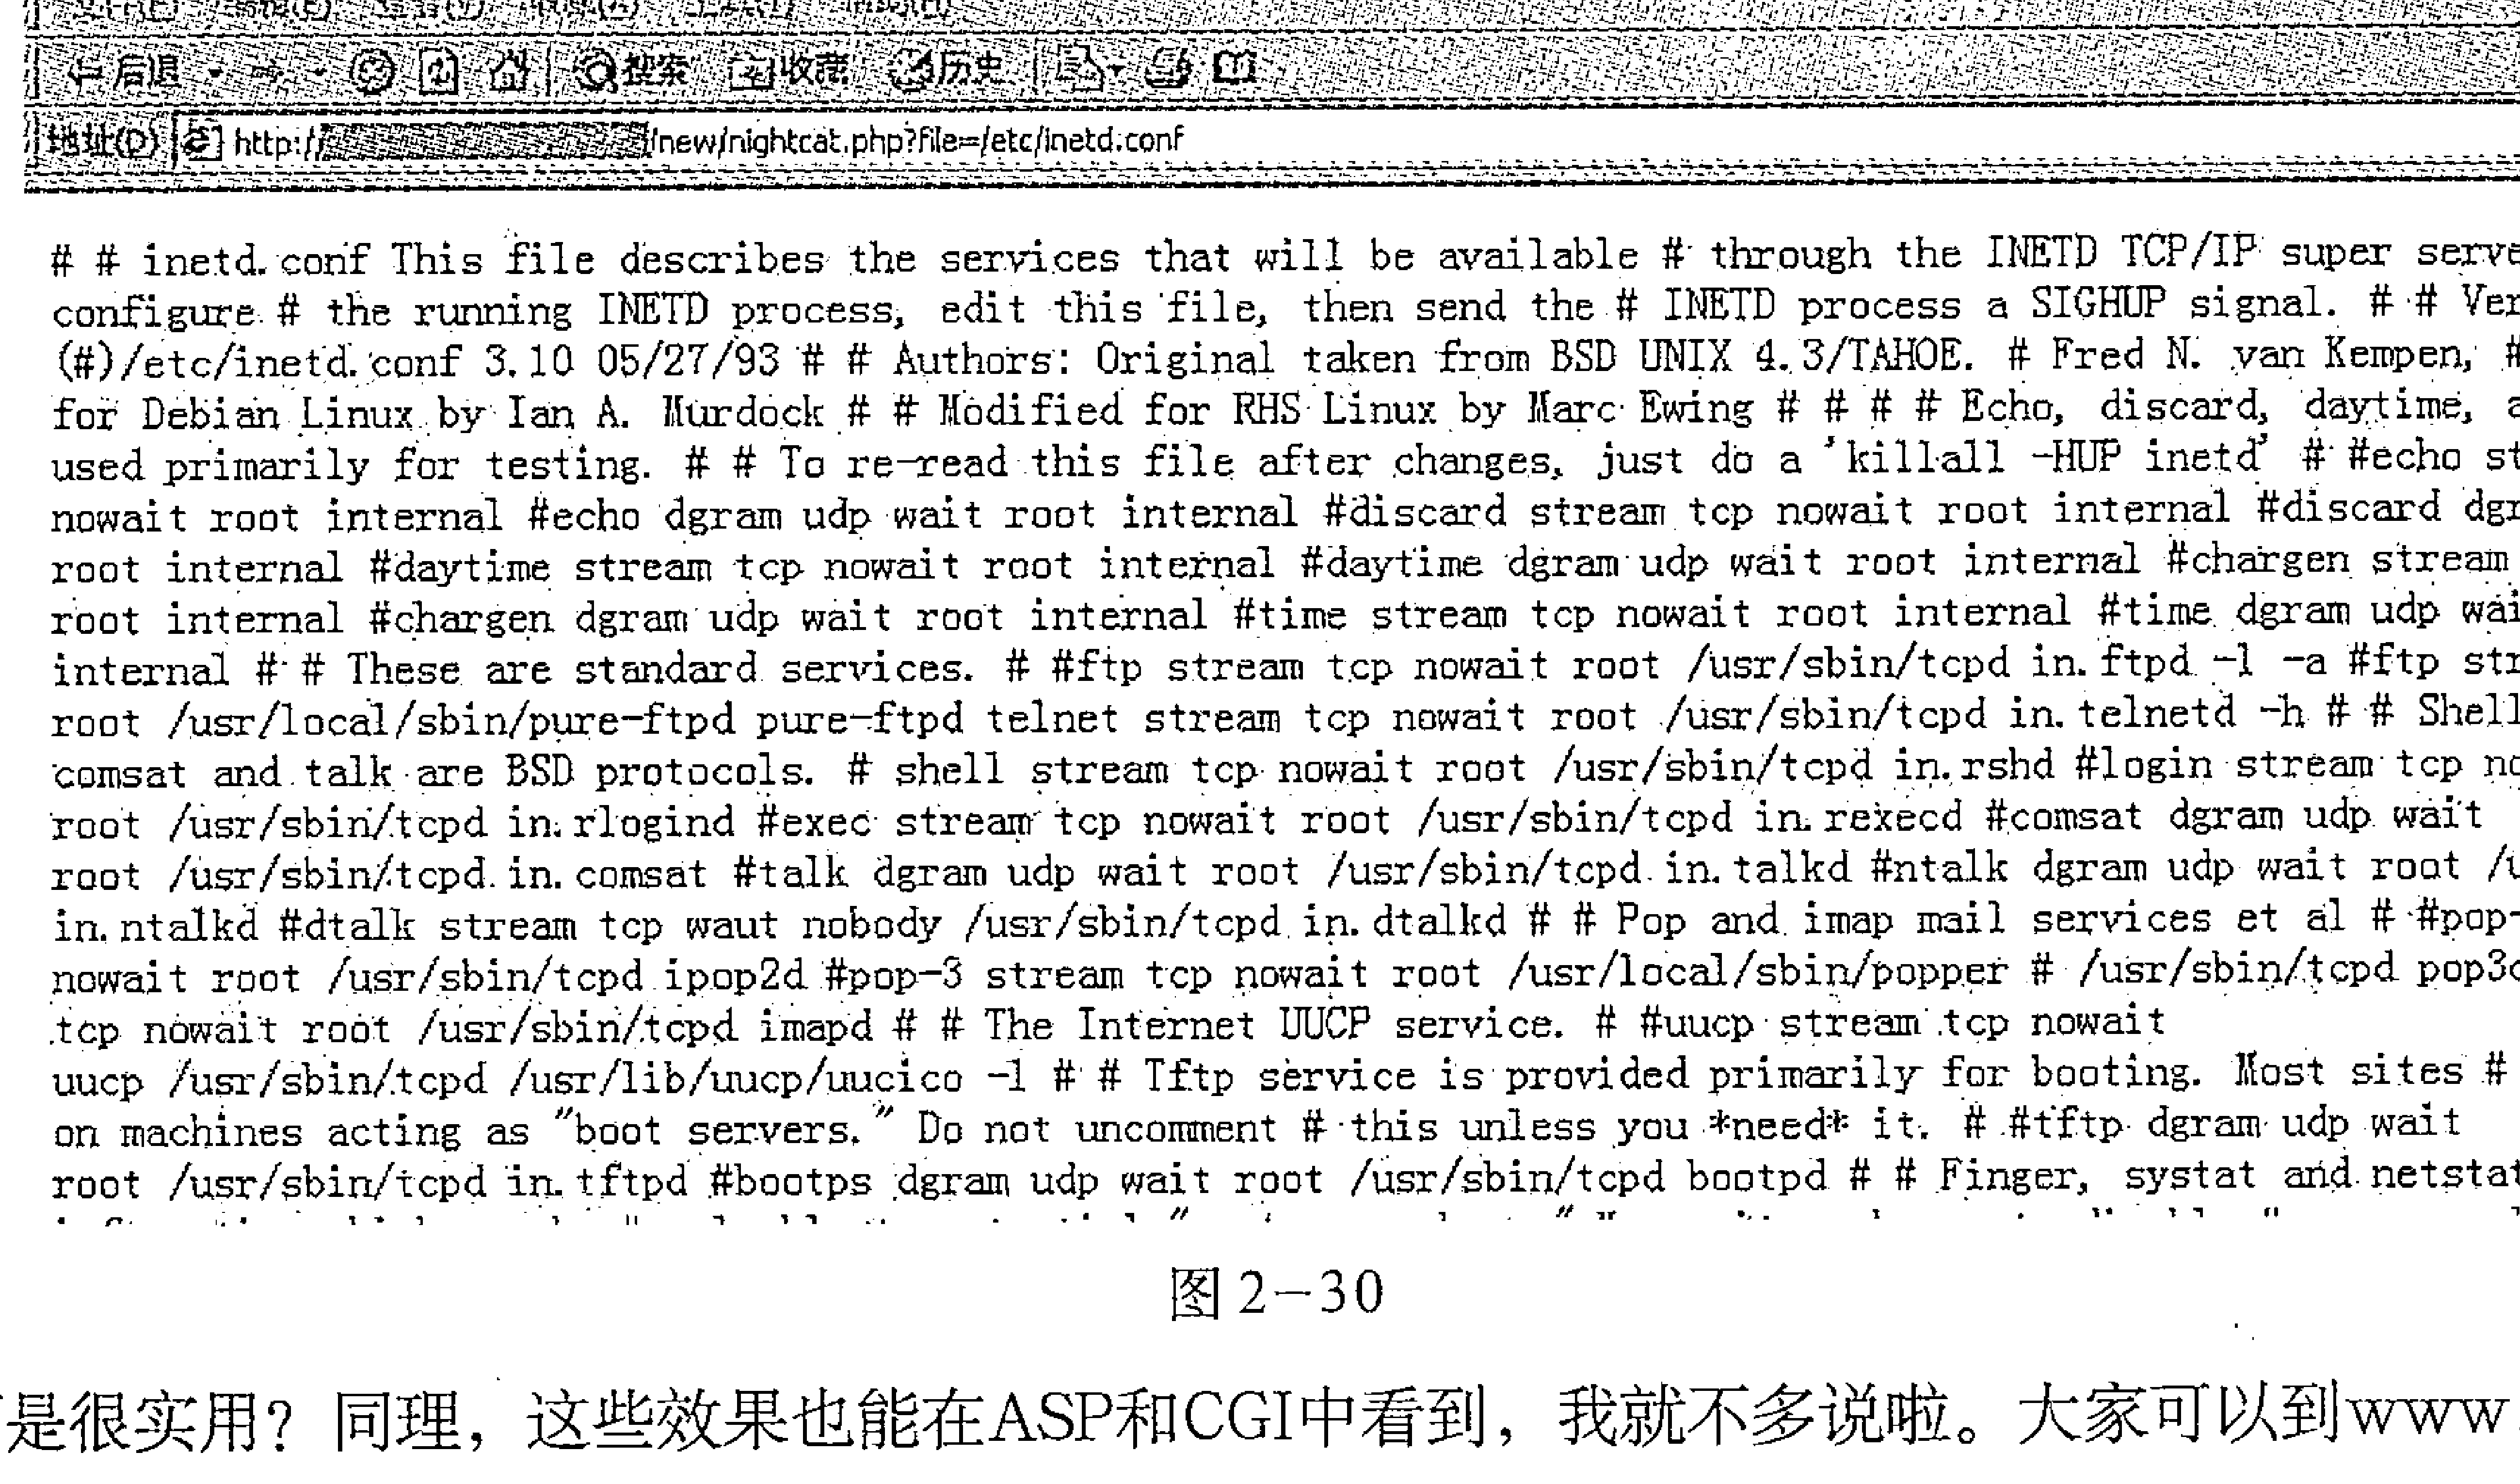 后退 搜索 收藏 历史
地址(D) http:// /new/nightcat.php?file=/etc/inetd.conf
# # inetd.conf This file describes the services that will be available # through the INETD TCP/IP super serve
configure # the running INETD process, edit this file, then send the # INETD process a SIGHUP signal. # # Ver
(#)/etc/inetd.conf 3.10 05/27/93 # # Authors: Original taken from BSD UNIX 4.3/TAHOE. # Fred N. van Kempen, #
for Debian Linux by Ian A. Murdock # # Modified for RHS Linux by Marc Ewing # # # # Echo, discard, daytime, a
used primarily for testing. # # To re-read this file after changes, just do a 'killall -HUP inetd' # #echo st
nowait root internal #echo dgram udp wait root internal #discard stream tcp nowait root internal #discard dgr
root internal #daytime stream tcp nowait root internal #daytime dgram udp wait root internal #chargen stream
root internal #chargen dgram udp wait root internal #time stream tcp nowait root internal #time dgram udp wai
internal # # These are standard services. # #ftp stream tcp nowait root /usr/sbin/tcpd in.ftpd -l -a #ftp str
root /usr/local/sbin/pure-ftpd pure-ftpd telnet stream tcp nowait root /usr/sbin/tcpd in.telnetd -h # # Shell
comsat and talk are BSD protocols. # shell stream tcp nowait root /usr/sbin/tcpd in.rshd #login stream tcp no
root /usr/sbin/tcpd in.rlogind #exec stream tcp nowait root /usr/sbin/tcpd in.rexecd #comsat dgram udp wait
root /usr/sbin/tcpd in.comsat #talk dgram udp wait root /usr/sbin/tcpd in.talkd #ntalk dgram udp wait root /u
in.ntalkd #dtalk stream tcp waut nobody /usr/sbin/tcpd in.dtalkd # # Pop and imap mail services et al # #pop-
nowait root /usr/sbin/tcpd ipop2d #pop-3 stream tcp nowait root /usr/local/sbin/popper # /usr/sbin/tcpd pop3d
tcp nowait root /usr/sbin/tcpd imapd # # The Internet UUCP service. # #uucp stream tcp nowait
uucp /usr/sbin/tcpd /usr/lib/uucp/uucico -l # # Tftp service is provided primarily for booting. Most sites #
on machines acting as "boot servers." Do not uncomment # this unless you *need* it. # #tftp dgram udp wait
root /usr/sbin/tcpd in.tftpd #bootps dgram udp wait root /usr/sbin/tcpd bootpd # # Finger, systat and netstat
图 2-30
是很实用？同理，这些效果也能在ASP和CGI中看到，我就不多说啦。大家可以到www.